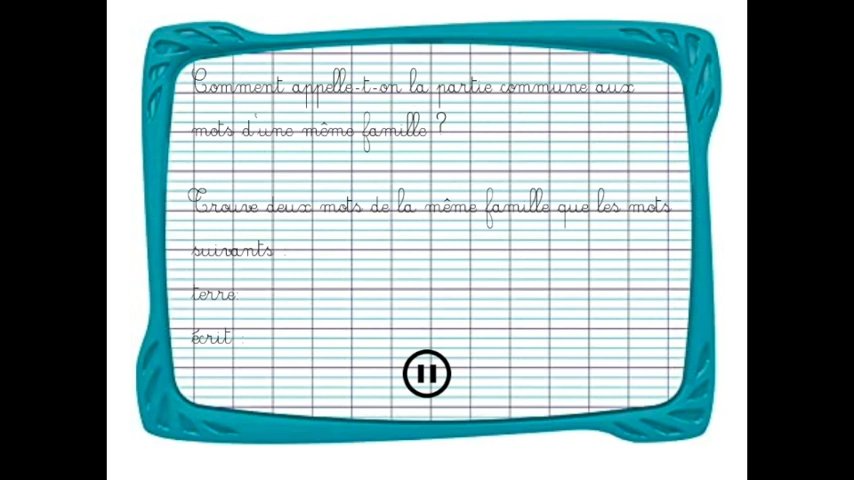 Comment appelle-t-on la partie commune aux
mots d'une même famille ?
Trouve deux mots de la même famille que les mots
suivants :
terre:
écrit :